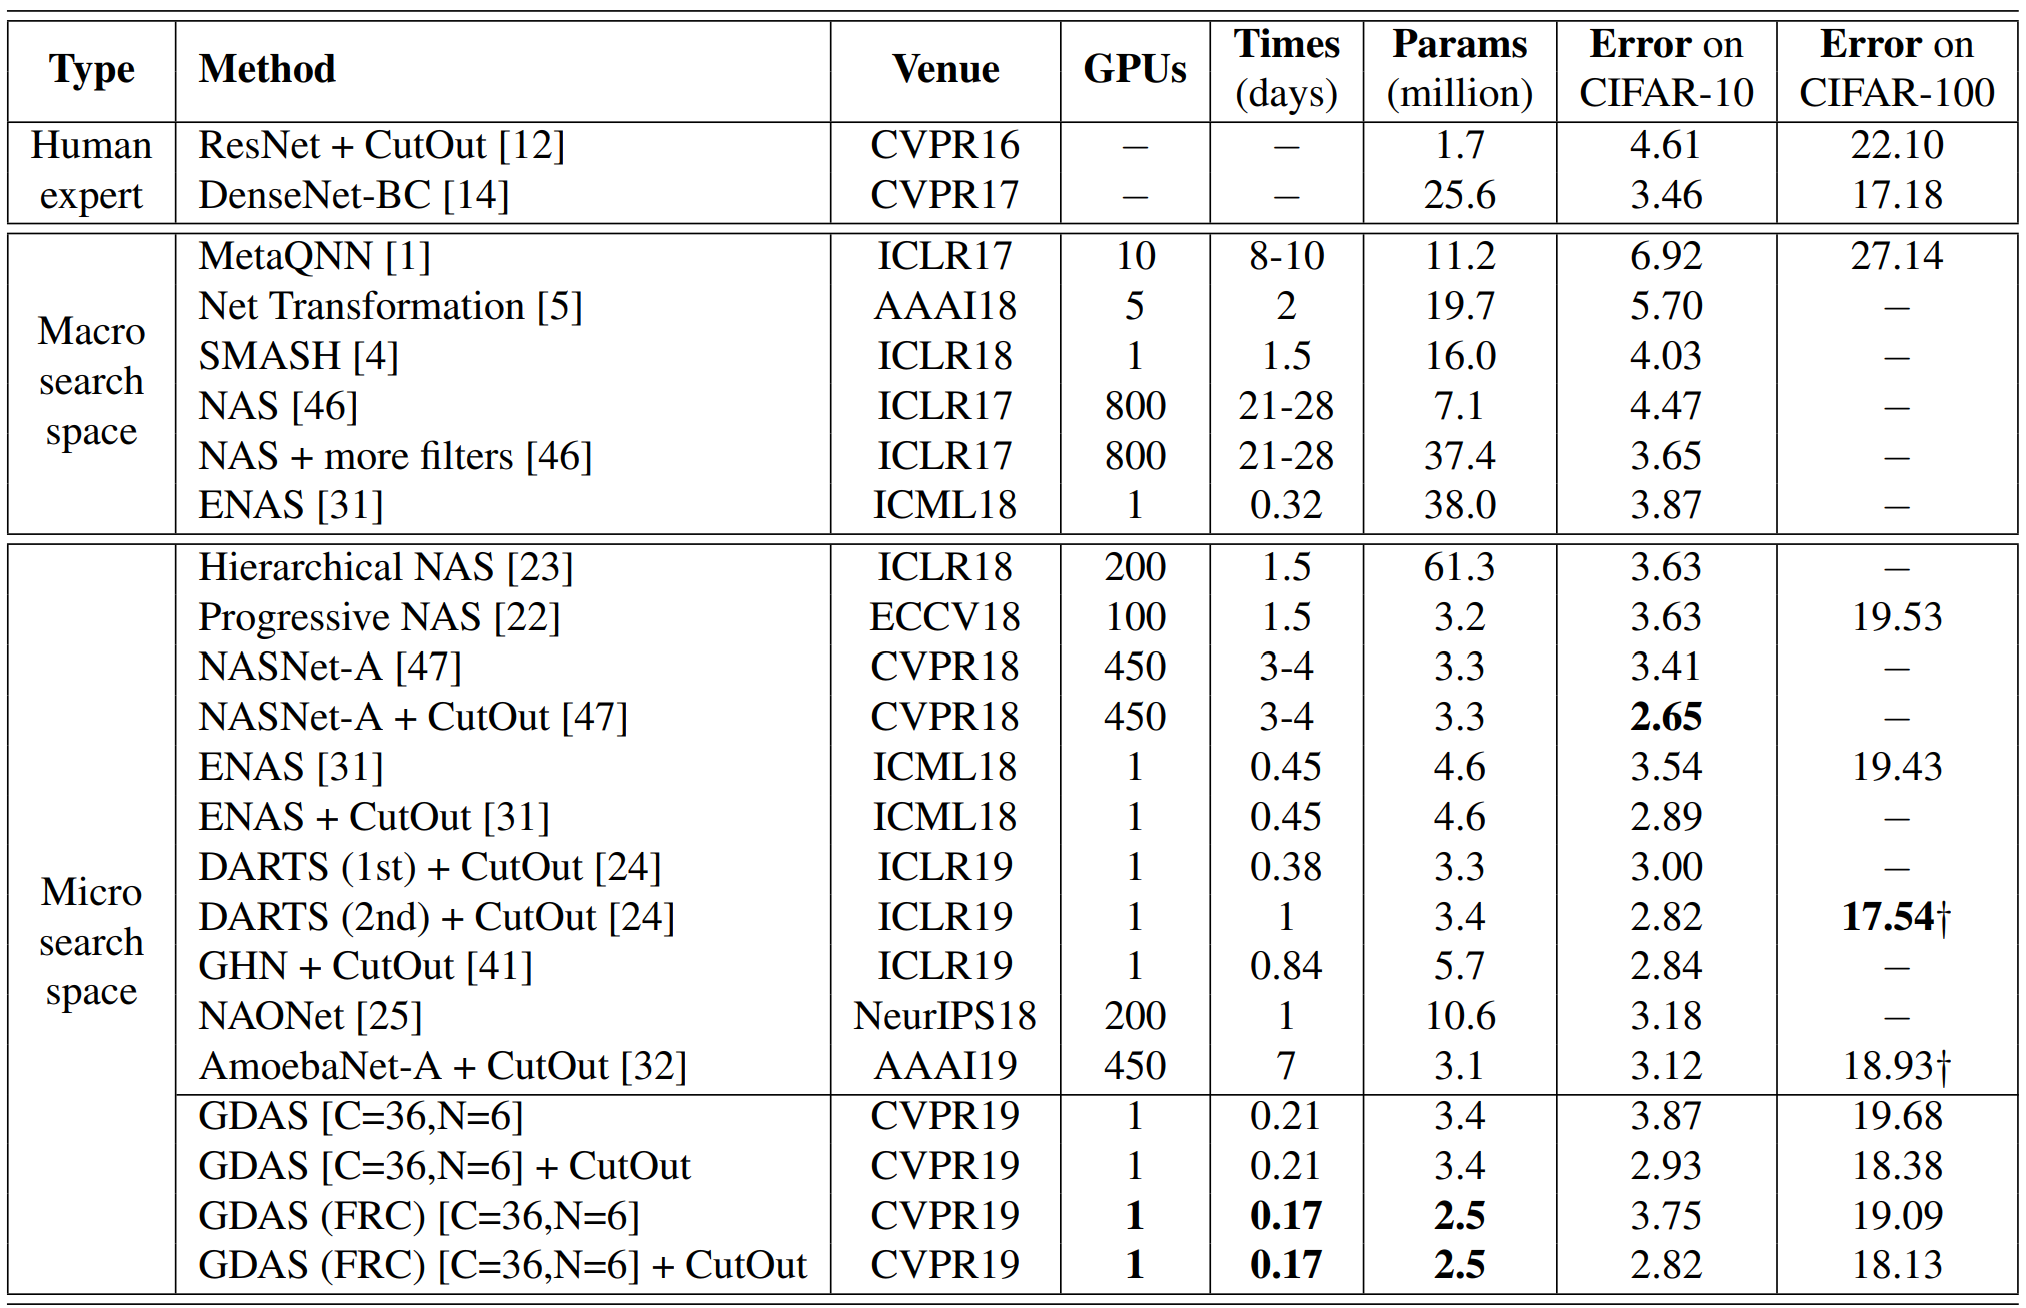 Type Method Venue GPUs Times (days) Params (million) Error on CIFAR-10 Error on CIFAR-100
Human expert
ResNet + CutOut [12] CVPR16 – – 1.7 4.61 22.10
DenseNet-BC [14] CVPR17 – – 25.6 3.46 17.18
Macro search space
MetaQNN [1] ICLR17 10 8-10 11.2 6.92 27.14
Net Transformation [5] AAAI18 5 2 19.7 5.70 –
SMASH [4] ICLR18 1 1.5 16.0 4.03 –
NAS [46] ICLR17 800 21-28 7.1 4.47 –
NAS + more filters [46] ICLR17 800 21-28 37.4 3.65 –
ENAS [31] ICML18 1 0.32 38.0 3.87 –
Micro search space
Hierarchical NAS [23] ICLR18 200 1.5 61.3 3.63 –
Progressive NAS [22] ECCV18 100 1.5 3.2 3.63 19.53
NASNet-A [47] CVPR18 450 3-4 3.3 3.41 –
NASNet-A + CutOut [47] CVPR18 450 3-4 3.3 2.65 –
ENAS [31] ICML18 1 0.45 4.6 3.54 19.43
ENAS + CutOut [31] ICML18 1 0.45 4.6 2.89 –
DARTS (1st) + CutOut [24] ICLR19 1 0.38 3.3 3.00 –
DARTS (2nd) + CutOut [24] ICLR19 1 1 3.4 2.82 17.54†
GHN + CutOut [41] ICLR19 1 0.84 5.7 2.84 –
NAONet [25] NeurIPS18 200 1 10.6 3.18 –
AmoebaNet-A + CutOut [32] AAAI19 450 7 3.1 3.12 18.93†
GDAS [C=36,N=6] CVPR19 1 0.21 3.4 3.87 19.68
GDAS [C=36,N=6] + CutOut CVPR19 1 0.21 3.4 2.93 18.38
GDAS (FRC) [C=36,N=6] CVPR19 1 0.17 2.5 3.75 19.09
GDAS (FRC) [C=36,N=6] + CutOut CVPR19 1 0.17 2.5 2.82 18.13